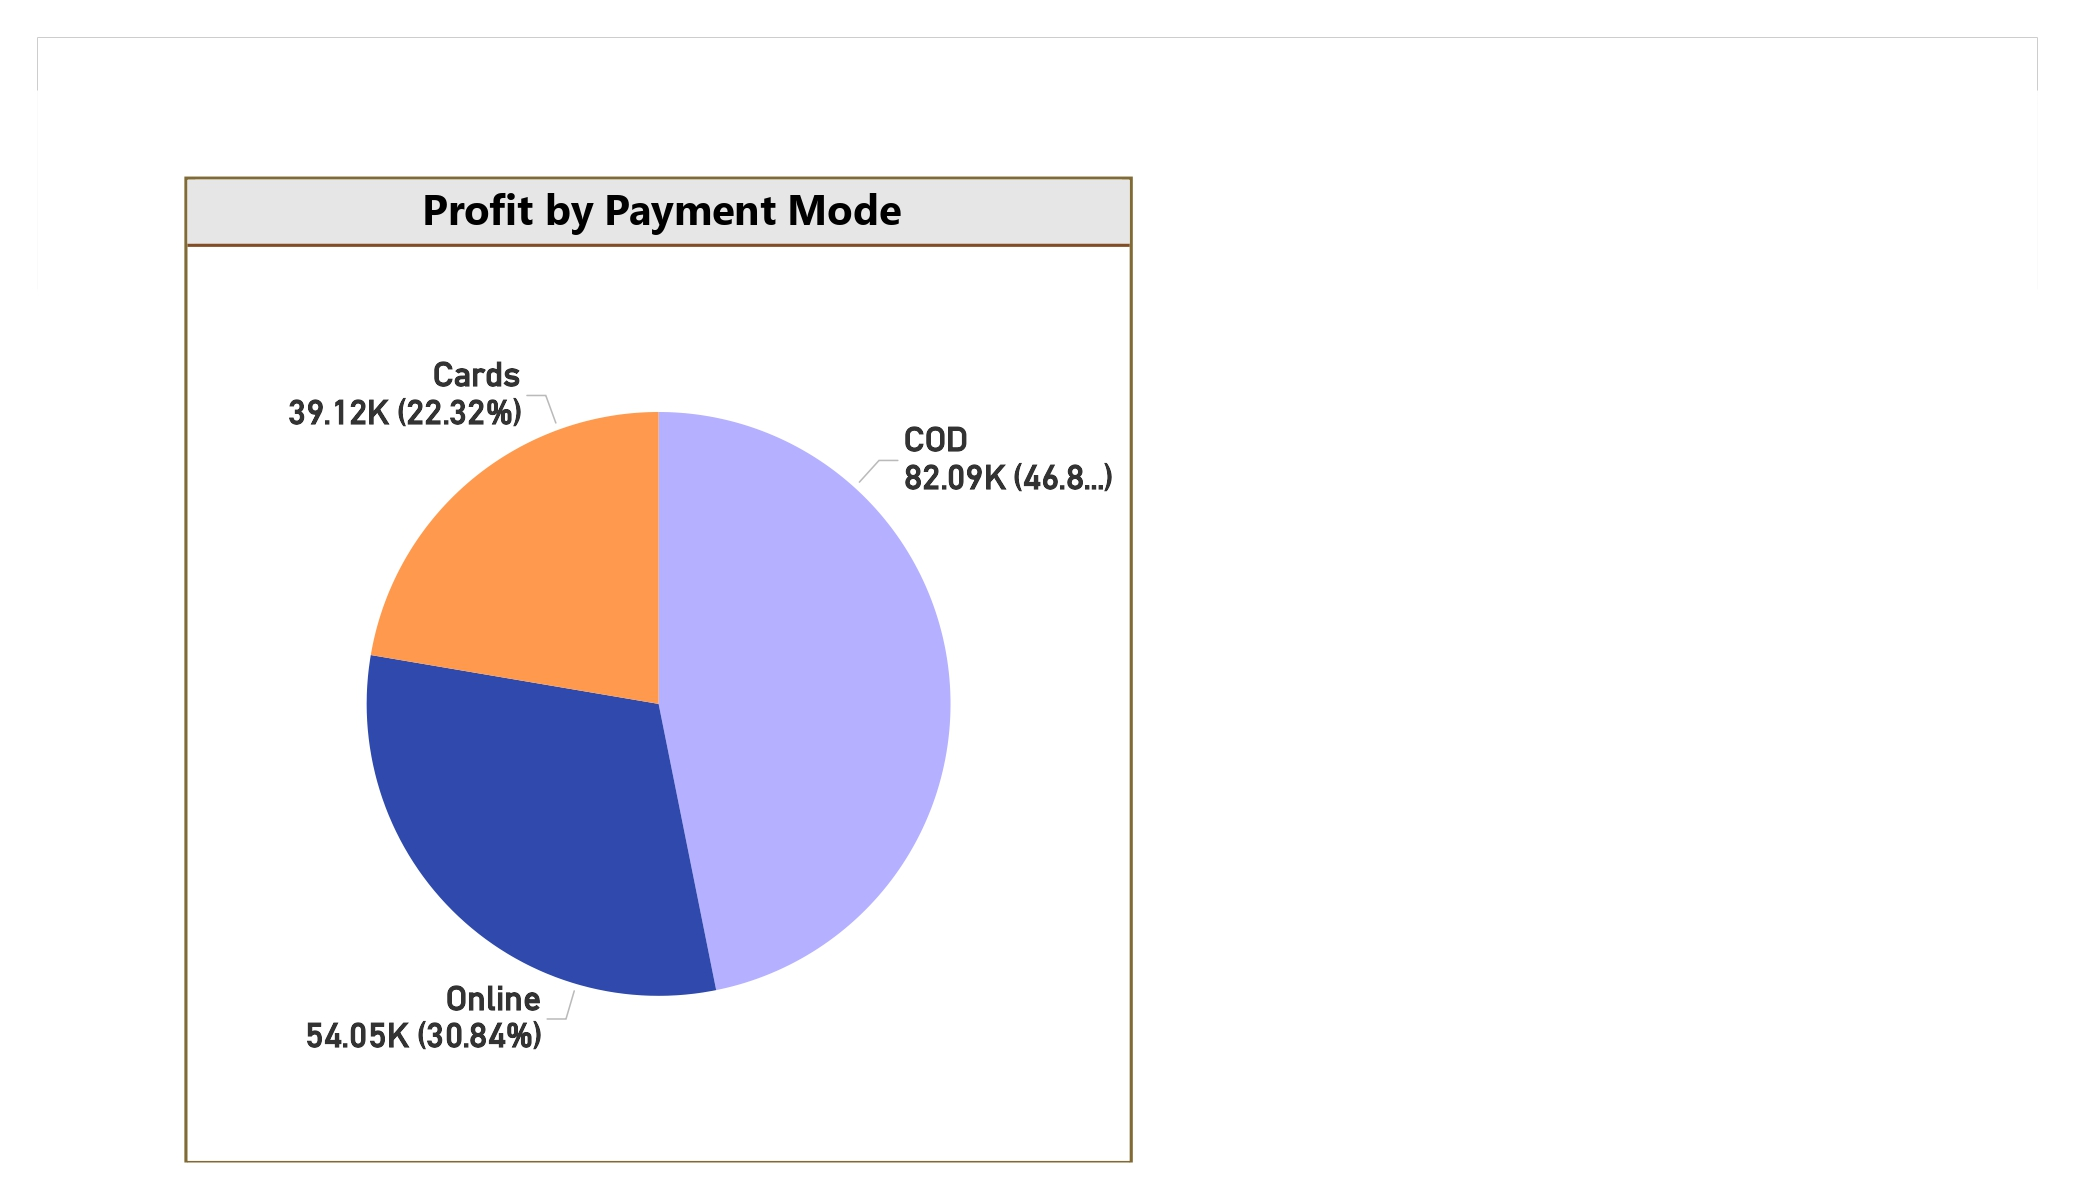 Profit by Payment Mode
Cards
39.12K (22.32%)
COD
82.09K (46.8...)
Online
54.05K (30.84%)